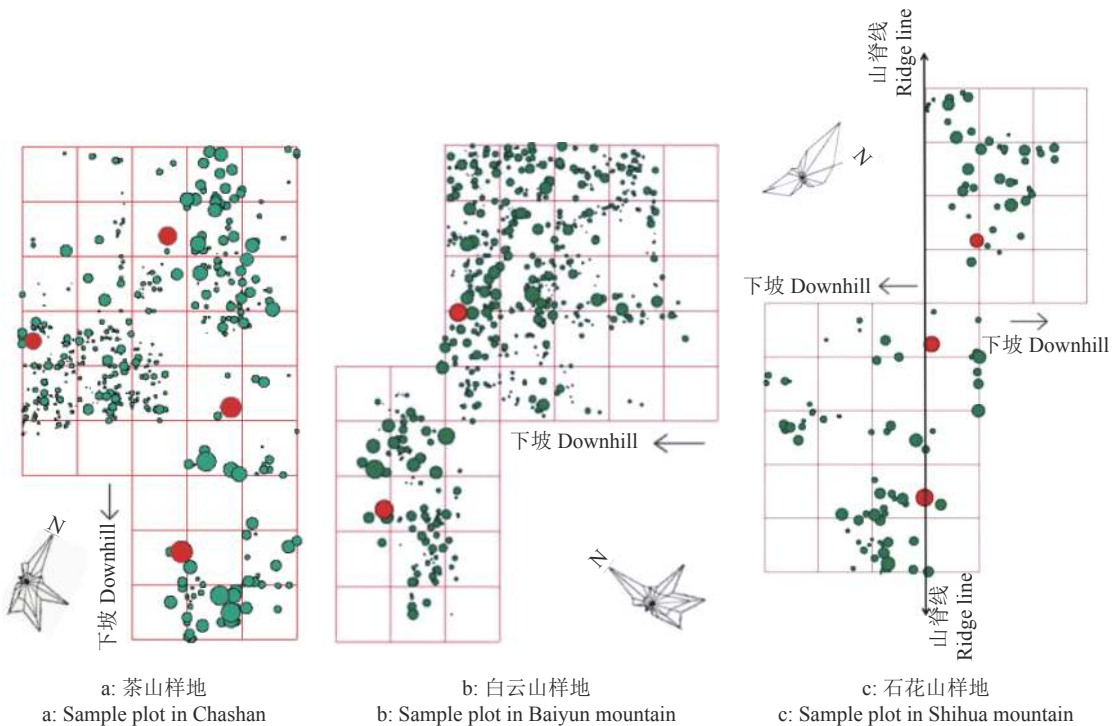 山脊线
Ridge line
N
下坡 Downhill
下坡 Downhill
山脊线
Ridge line
N
下坡 Downhill
下坡 Downhill
N
a: 茶山样地
a: Sample plot in Chashan
b: 白云山样地
b: Sample plot in Baiyun mountain
c: 石花山样地
c: Sample plot in Shihua mountain